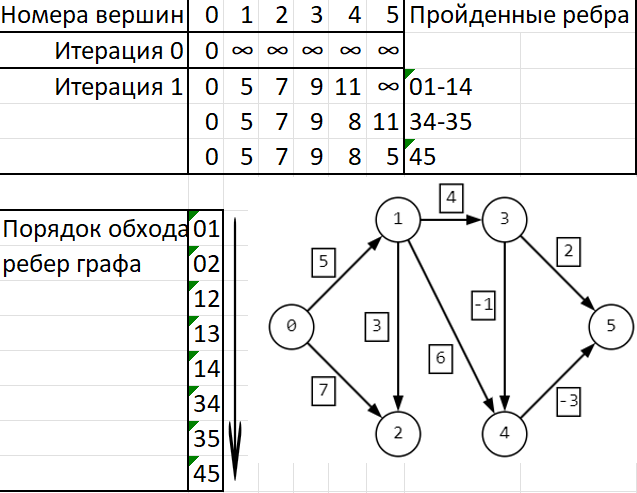 Номера вершин 0 1 2 3 4 5 Пройденные ребра
Итерация 0 0 ∞ ∞ ∞ ∞ ∞
Итерация 1 0 5 7 9 11 ∞ 01-14
0 5 7 9 8 11 34-35
0 5 7 9 8 5 45
Порядок обхода 01
ребер графа 02
12
13
14
34
35
45
4
1 3
5 2
3 -1
0 5
6
7 -3
2 4